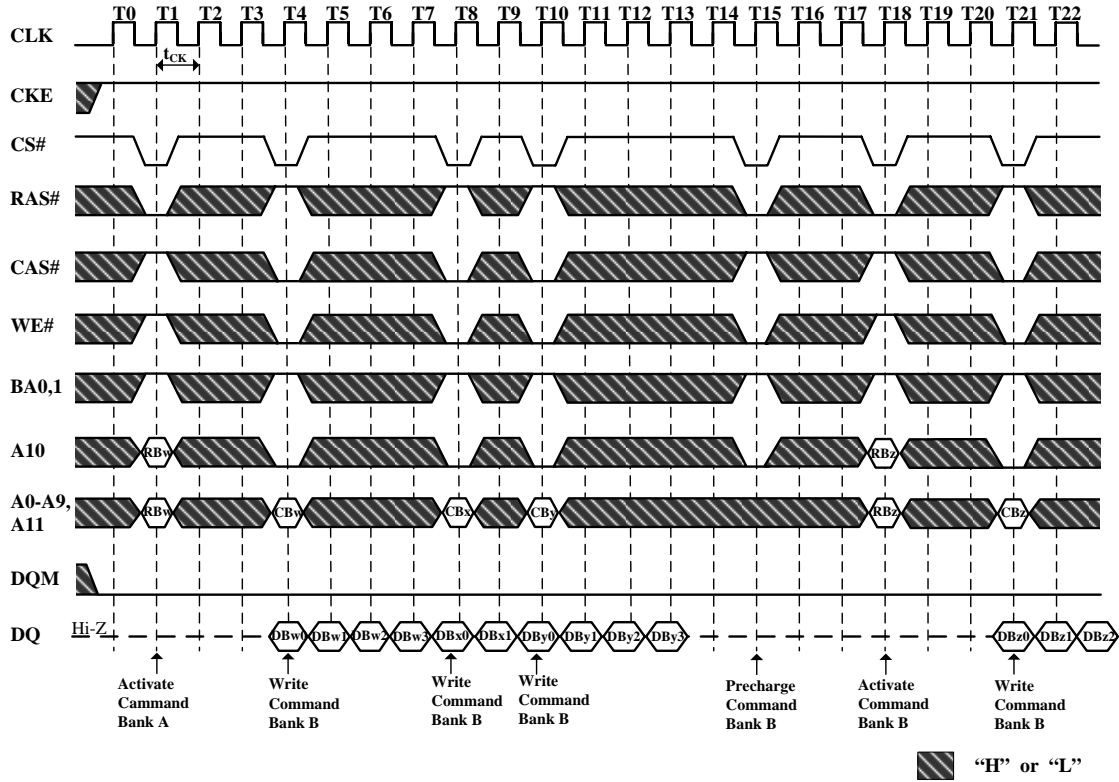 T0 T1 T2 T3 T4 T5 T6 T7 T8 T9 T10 T11 T12 T13 T14 T15 T16 T17 T18 T19 T20 T21 T22
CLK
tCK
CKE
CS#
RAS#
CAS#
WE#
BA0,1
A10 RBw RBz
A0-A9,
A11
RBw CBw CBx CBy RBz CBz
DQM
DQ Hi-Z DBw0 DBw1 DBw2 DBw3 DBx0 DBx1 DBy0 DBy1 DBy2 DBy3 DBz0 DBz1 DBz2
Activate
Cammand
Bank A
Write
Command
Bank B
Write
Command
Bank B
Write
Command
Bank B
Precharge
Command
Bank B
Activate
Command
Bank B
Write
Command
Bank B
“H” or “L”